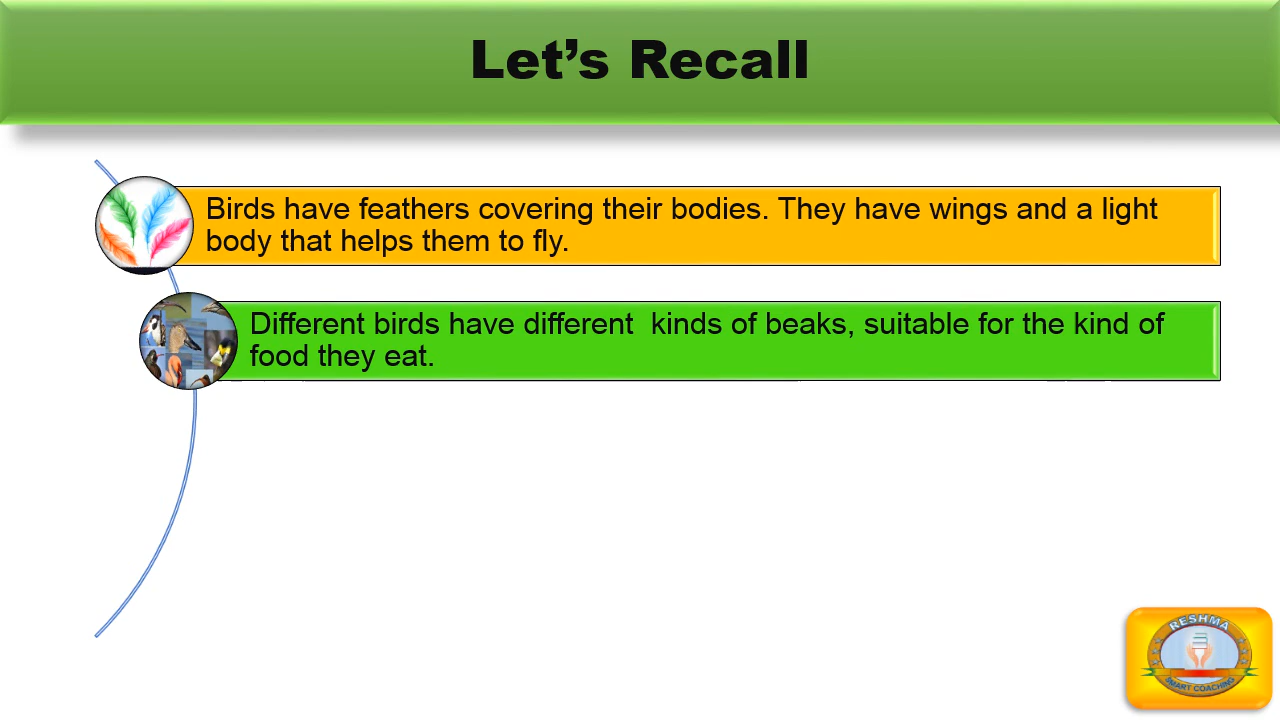 Let’s Recall
Birds have feathers covering their bodies. They have wings and a light
body that helps them to fly.
Different birds have different  kinds of beaks, suitable for the kind of
food they eat.
RESHMA
SMART COACHING